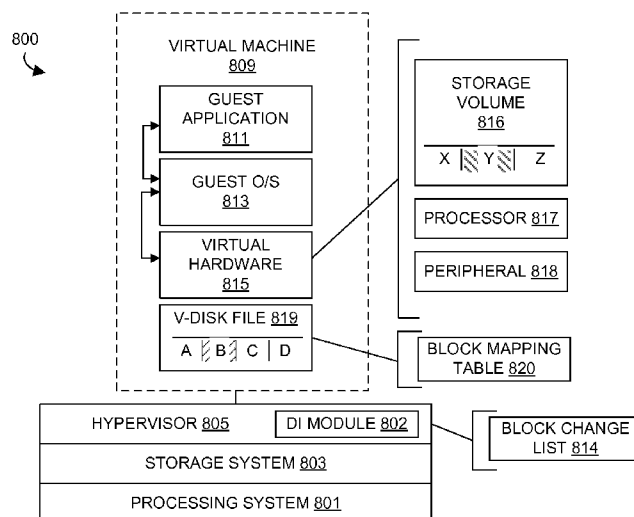 800
VIRTUAL MACHINE
809
GUEST
APPLICATION
811
GUEST O/S
813
VIRTUAL
HARDWARE
815
V-DISK FILE 819
A B C D
STORAGE
VOLUME
816
X Y Z
PROCESSOR 817
PERIPHERAL 818
BLOCK MAPPING
TABLE 820
HYPERVISOR 805
DI MODULE 802
BLOCK CHANGE
LIST 814
STORAGE SYSTEM 803
PROCESSING SYSTEM 801